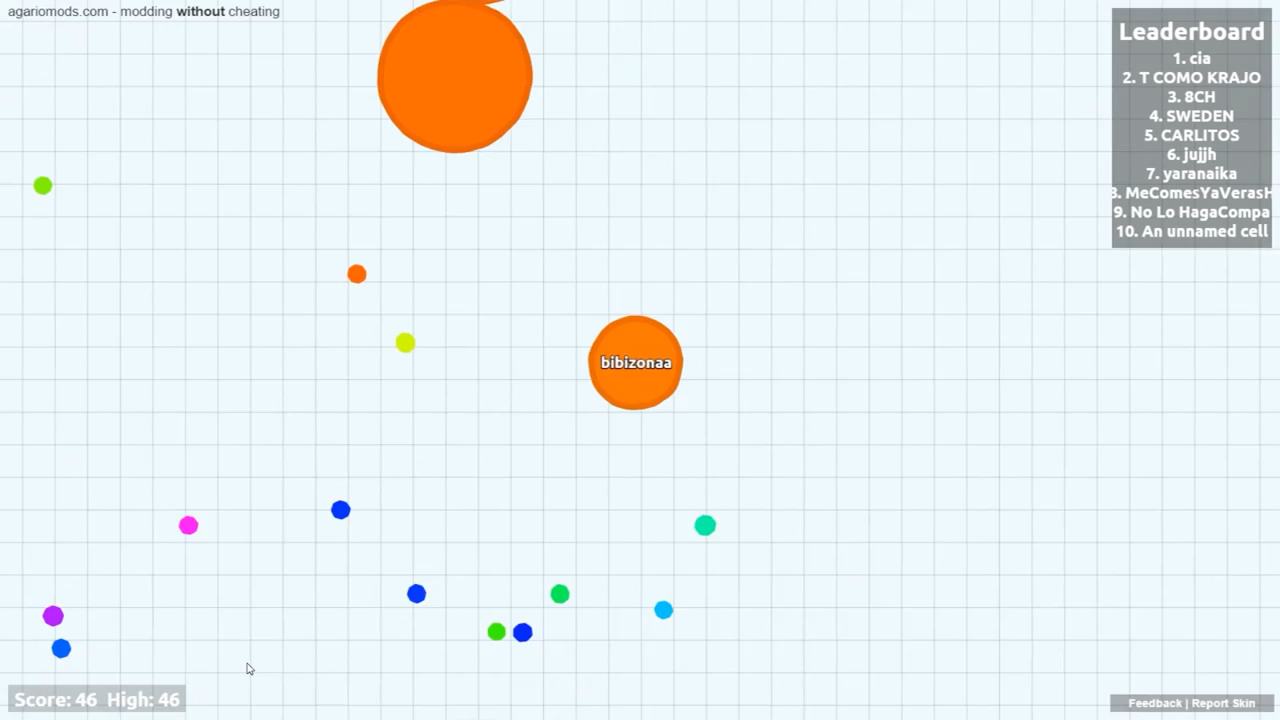 agariomods.com - modding without cheating
Leaderboard
1. cia
2. T COMO KRAJO
3. 8CH
4. SWEDEN
5. CARLITOS
6. jujjh
7. yaranaika
8. MeComesYaVerasH
9. No Lo HagaCompa
10. An unnamed cell
bibizonaa
Score: 46 High: 46
Feedback | Report Skin